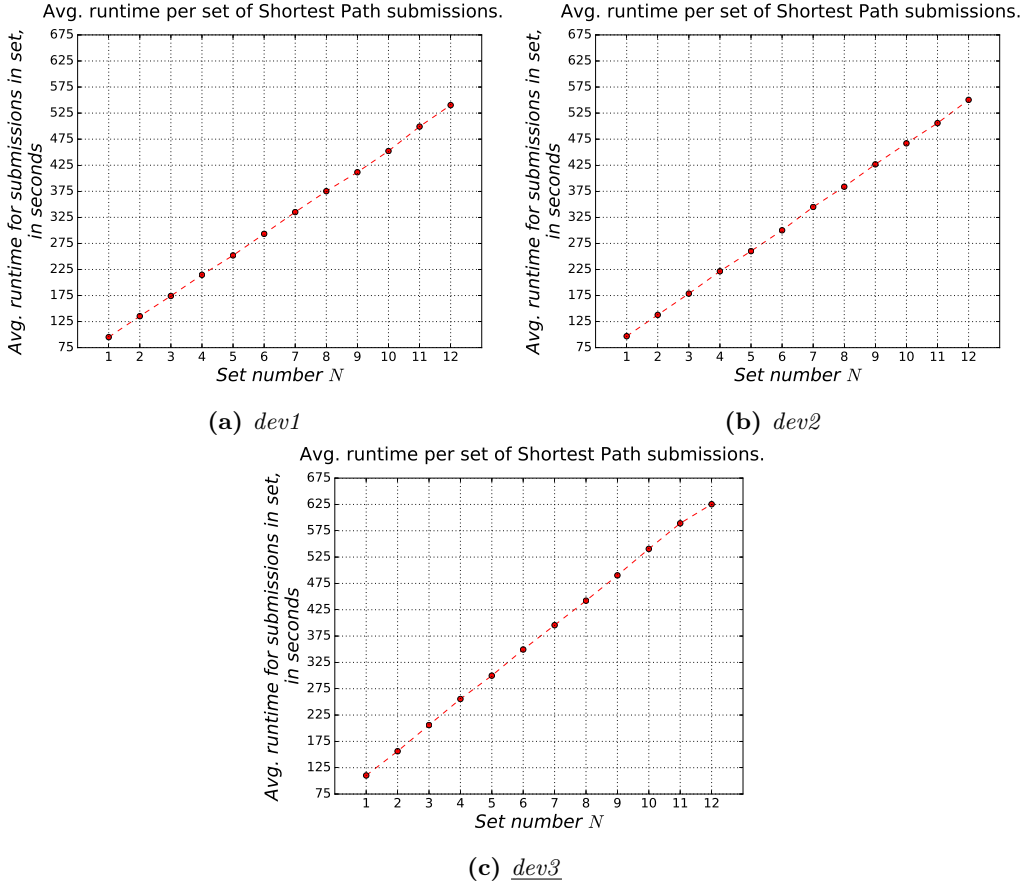 Avg. runtime per set of Shortest Path submissions.
Avg. runtime for submissions in set,
in seconds
675
625
575
525
475
425
375
325
275
225
175
125
75
1 2 3 4 5 6 7 8 9 10 11 12
Set number N
(a) dev1
Avg. runtime per set of Shortest Path submissions.
Avg. runtime for submissions in set,
in seconds
675
625
575
525
475
425
375
325
275
225
175
125
75
1 2 3 4 5 6 7 8 9 10 11 12
Set number N
(b) dev2
Avg. runtime per set of Shortest Path submissions.
Avg. runtime for submissions in set,
in seconds
675
625
575
525
475
425
375
325
275
225
175
125
75
1 2 3 4 5 6 7 8 9 10 11 12
Set number N
(c) dev3